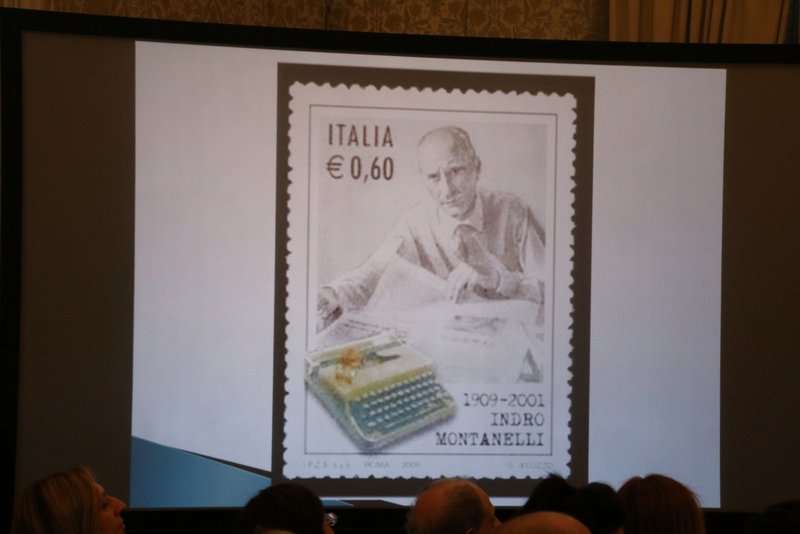 ITALIA
€ 0,60
1909-2001
INDRO
MONTANELLI
ROMA